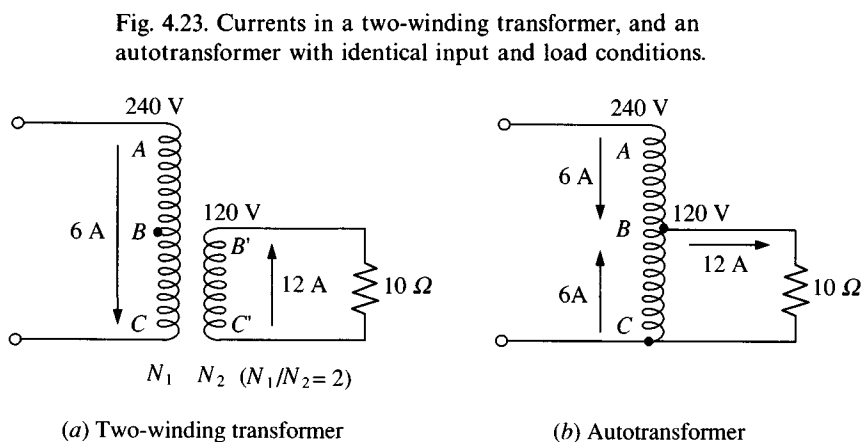 Fig. 4.23. Currents in a two-winding transformer, and an
autotransformer with identical input and load conditions.
240 V
A
6 A
B
C
120 V
B'
12 A
C'
10 Ω
N1 N2 (N1/N2= 2)
(a) Two-winding transformer
240 V
A
6 A
B
120 V
12 A
6A
C
10 Ω
(b) Autotransformer